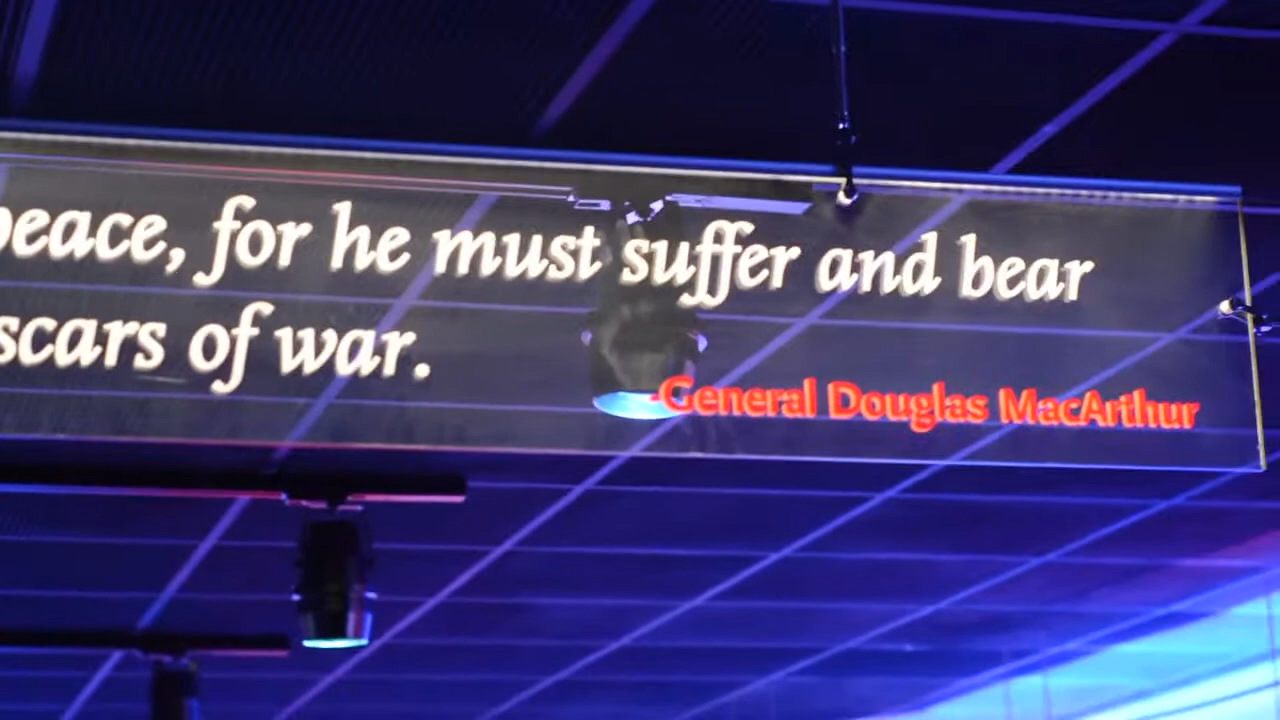 peace, for he must suffer and bear
scars of war.
-General Douglas MacArthur